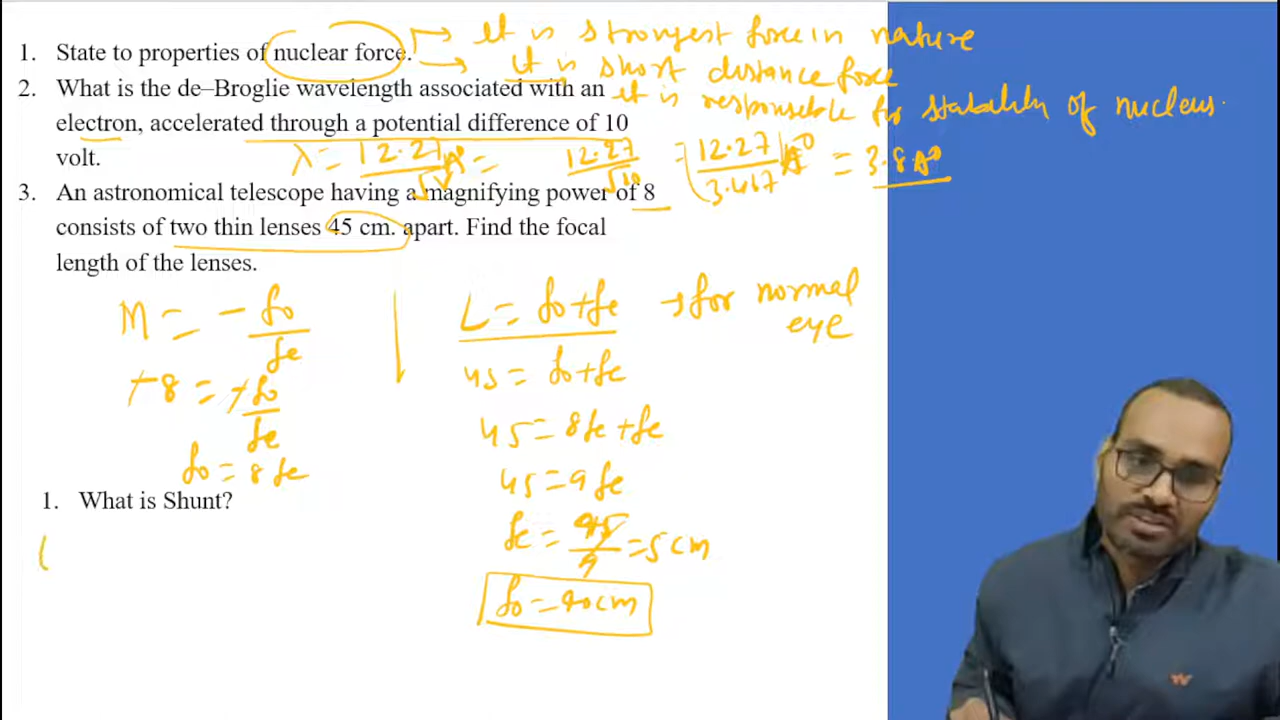 1. State to properties of nuclear force. → It is strongest force in nature
→ it is short distance force
2. What is the de–Broglie wavelength associated with an
it is responsible for stability of nucleus.
electron, accelerated through a potential difference of 10
volt.
λ = 12.27/√V A° = 12.27/√10 = (12.27/3.467) A° = 3.8A°
3. An astronomical telescope having a magnifying power of 8
consists of two thin lenses 45 cm. apart. Find the focal
length of the lenses.
M = - fo/fe
+8 = + fo/fe
fo = 8fe
L = fo+fe → for normal
eye
45 = fo+fe
45 = 8fe+fe
45 = 9fe
fe = 45/9 = 5cm
fo = 40cm
1. What is Shunt?